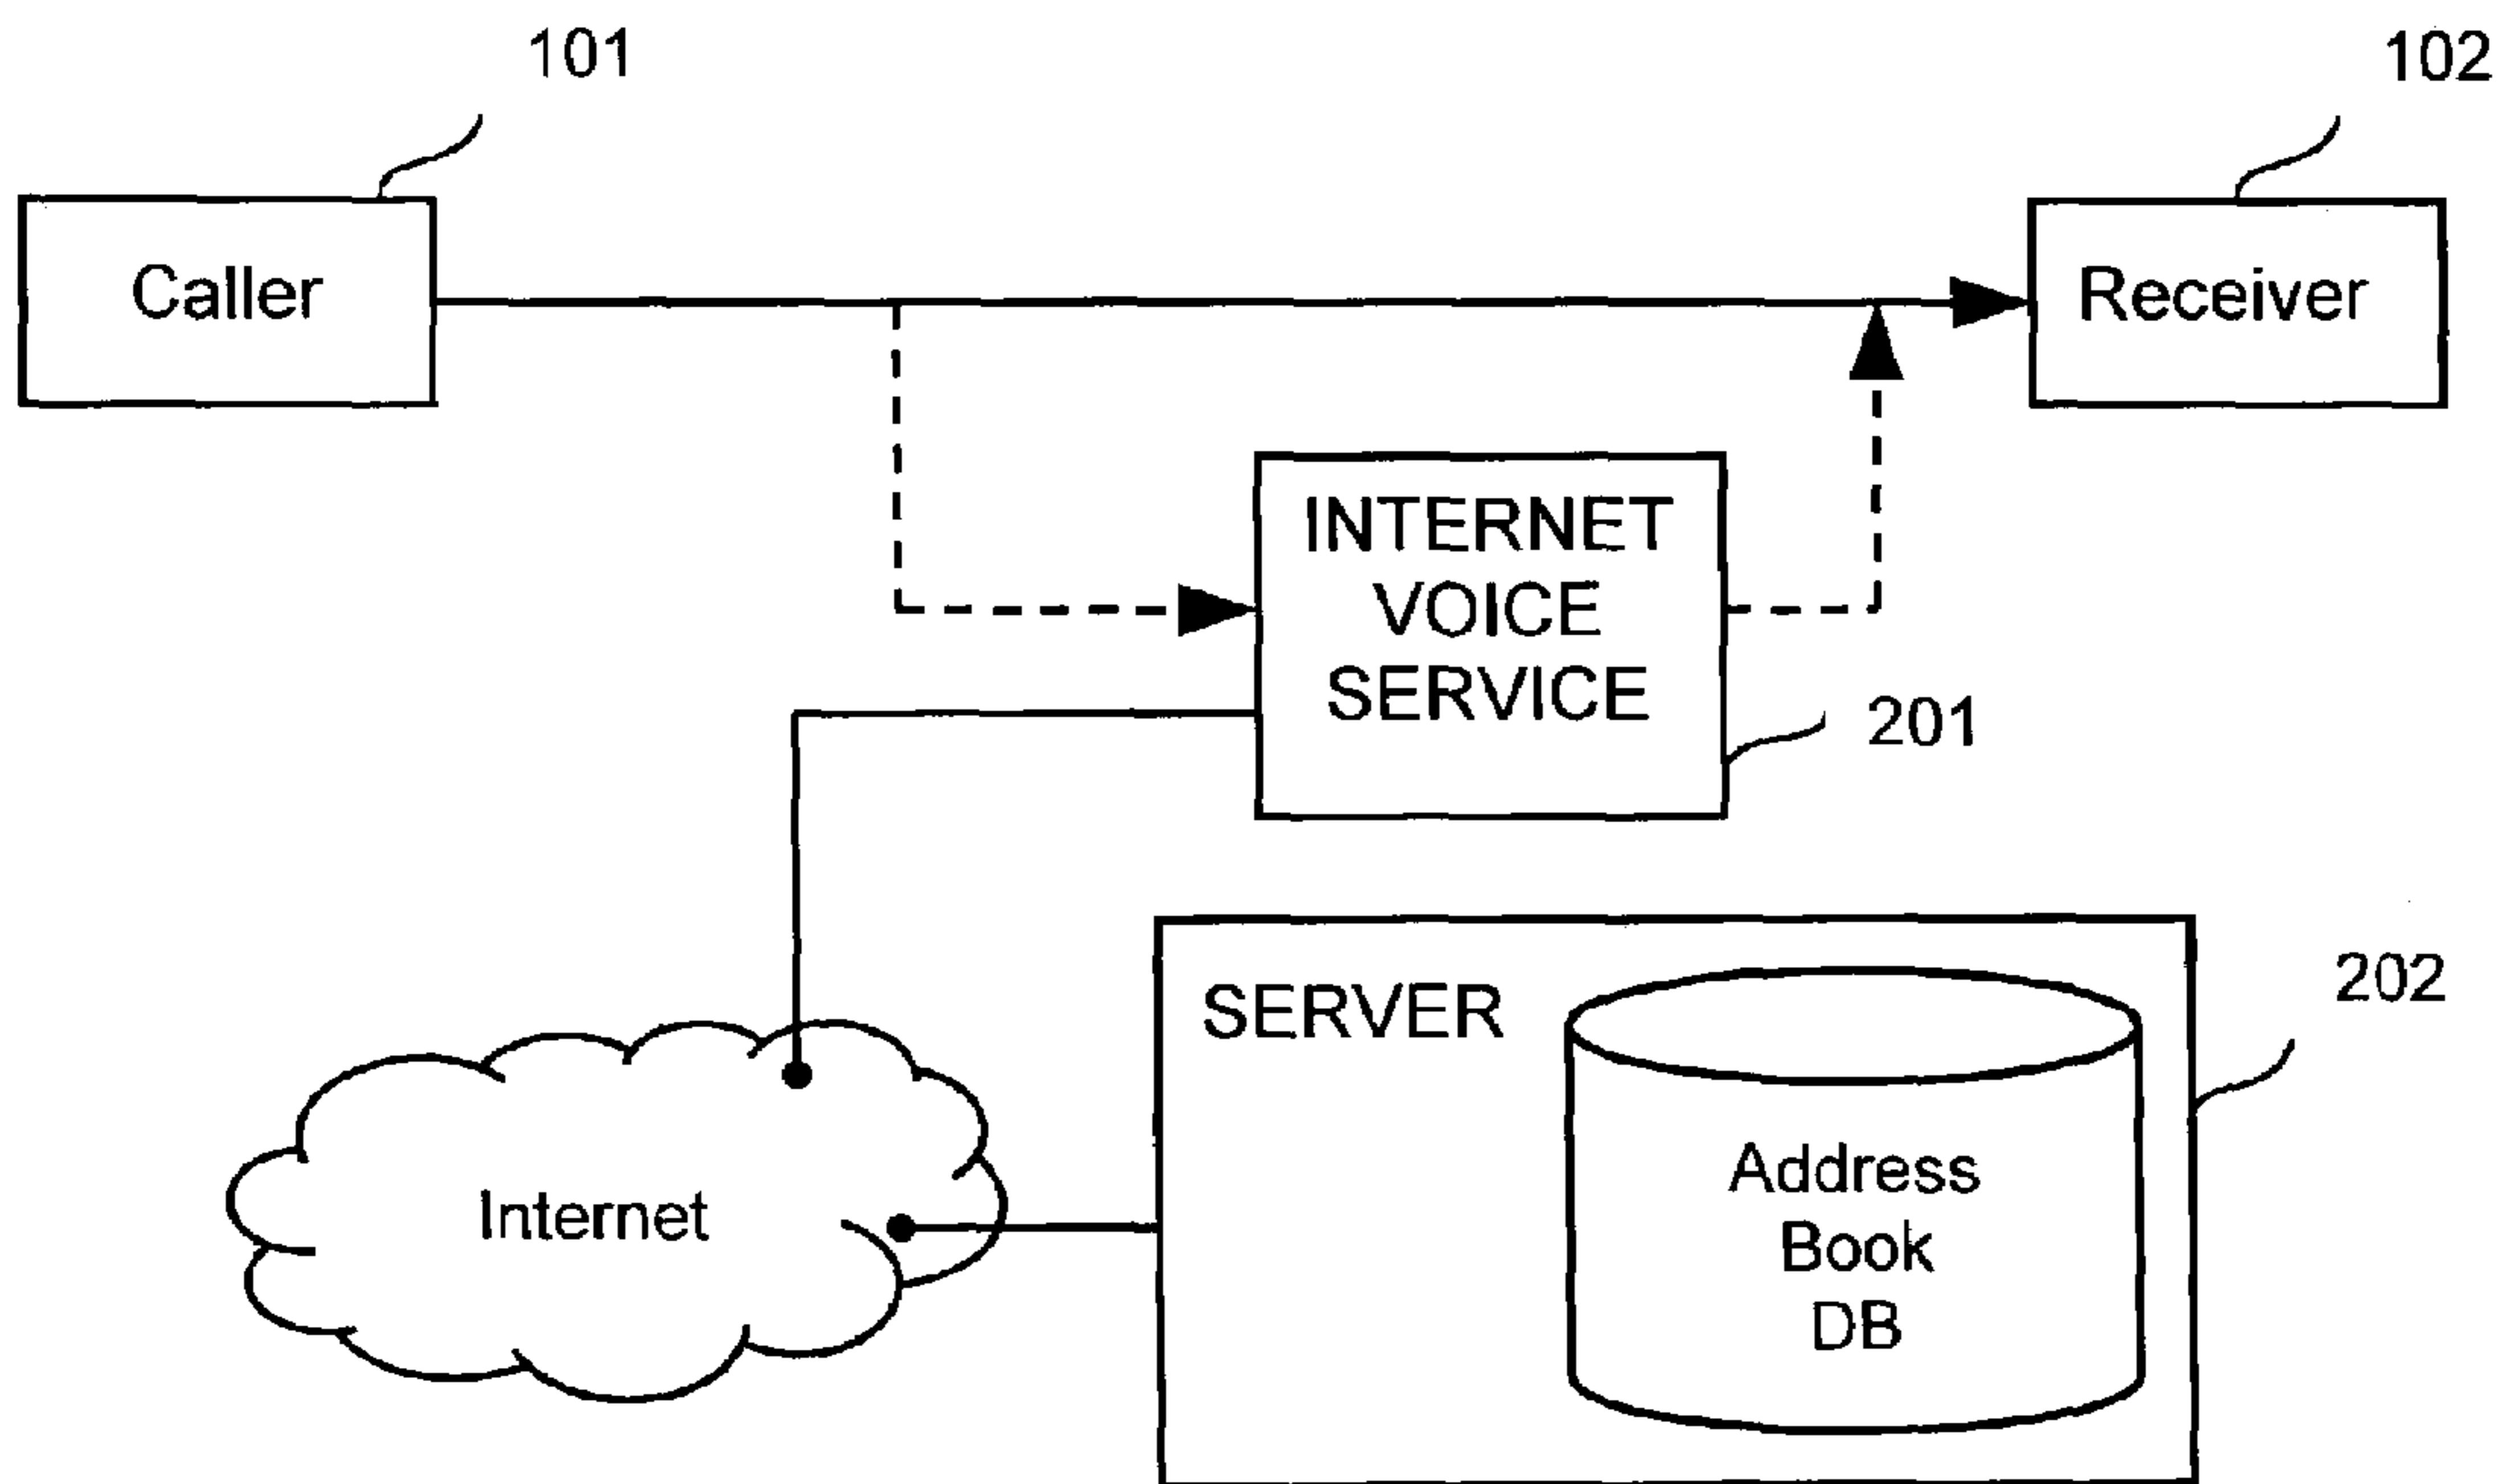 101
102
Caller
Receiver
INTERNET
VOICE
SERVICE
201
SERVER
202
Address
Book
DB
Internet